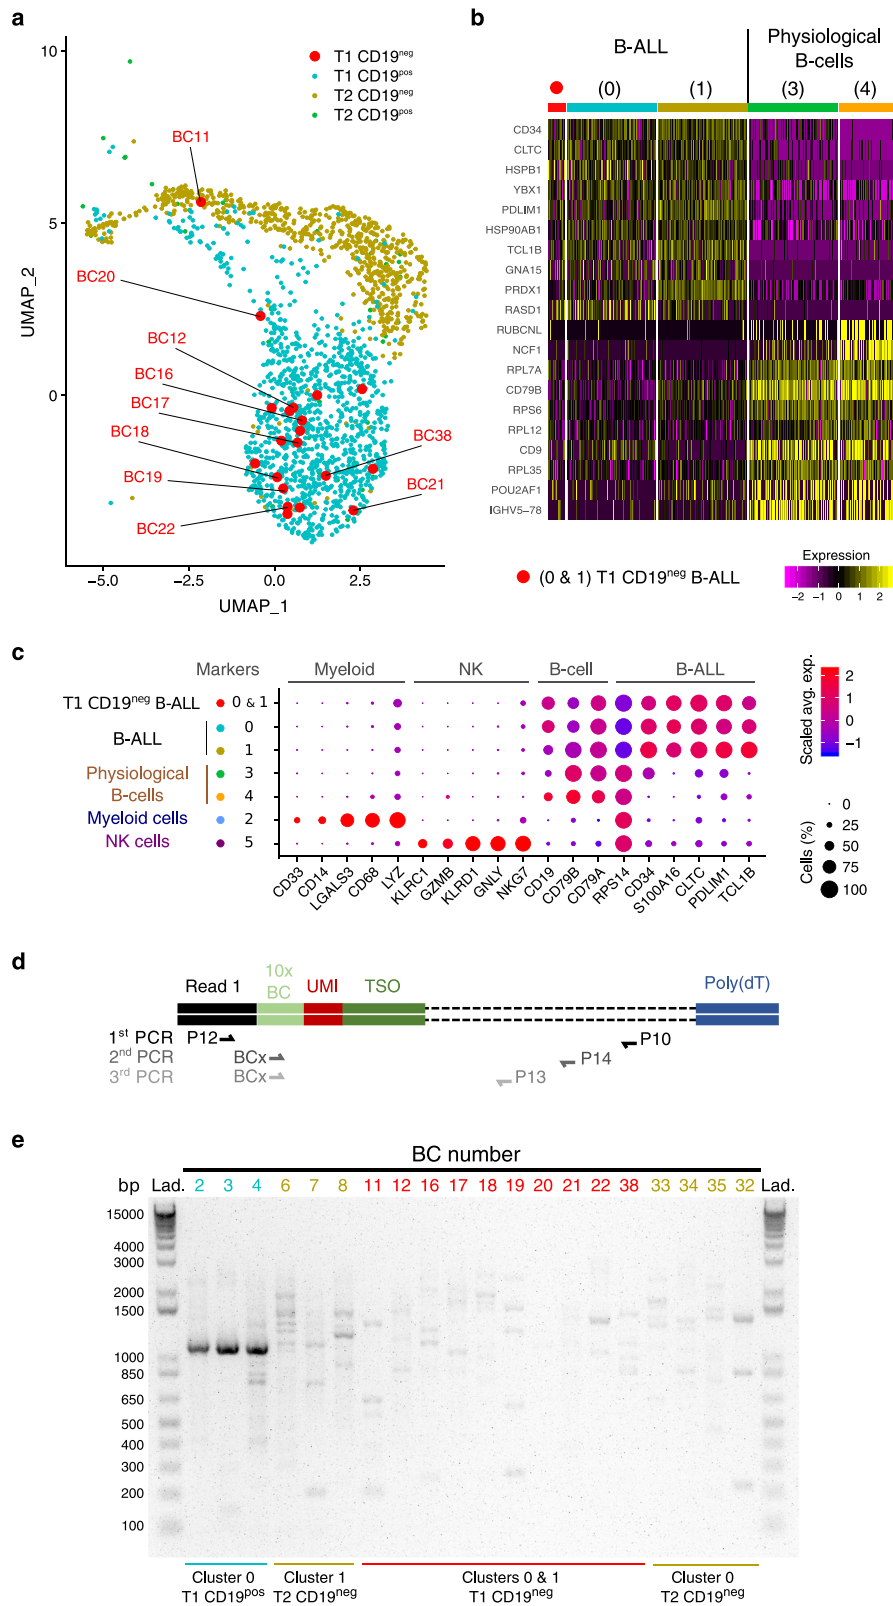 a
T1 CD19neg
T1 CD19pos
T2 CD19neg
T2 CD19pos
10
5
0
UMAP_2
BC11
BC20
BC12
BC16
BC17
BC18
BC19
BC22
BC38
BC21
−5.0 −2.5 0.0 2.5
UMAP_1
b
B-ALL
Physiological
B-cells
(0) (1) (3) (4)
CD34
CLTC
HSPB1
YBX1
PDLIM1
HSP90AB1
TCL1B
GNA15
PRDX1
RASD1
RUBCNL
NCF1
RPL7A
CD79B
RPS6
RPL12
CD9
RPL35
POU2AF1
IGHV5−78
(0 & 1) T1 CD19neg B-ALL
Expression
−2 −1 0 1 2
c
Markers Myeloid NK B-cell B-ALL
T1 CD19neg B-ALL 0 & 1
B-ALL 0
1
Physiological
B-cells 3
4
Myeloid cells 2
NK cells 5
CD33 CD14 LGALS3 CD68 LYZ KLRC1 GZMB KLRD1 GNLY NKG7 CD19 CD79B CD79A RPS14 CD34 S100A16 CLTC PDLIM1 TCL1B
Scaled avg. exp.
2
1
0
−1
Cells (%)
0
25
50
75
100
d
Read 1 10x
BC UMI TSO Poly(dT)
1st PCR P12 P10
2nd PCR BCx P14
3rd PCR BCx P13
e
BC number
bp Lad. 2 3 4 6 7 8 11 12 16 17 18 19 20 21 22 38 33 34 35 32 Lad.
15000
4000
3000
2000
1500
1000
850
650
500
400
300
200
100
Cluster 0
T1 CD19pos
Cluster 1
T2 CD19neg
Clusters 0 & 1
T1 CD19neg
Cluster 0
T2 CD19neg